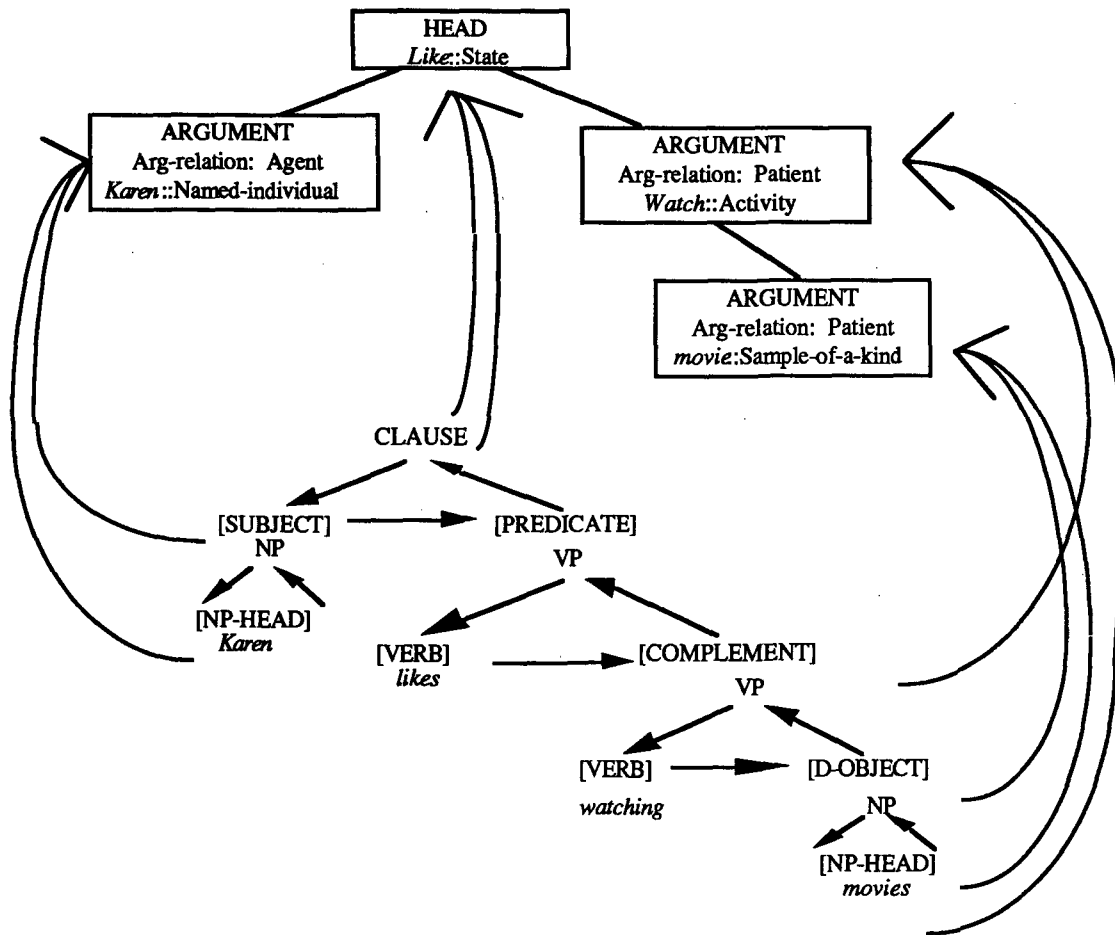 HEAD
Like::State
ARGUMENT
Arg-relation: Agent
Karen::Named-individual
ARGUMENT
Arg-relation: Patient
Watch::Activity
ARGUMENT
Arg-relation: Patient
movie:Sample-of-a-kind
CLAUSE
[SUBJECT] [PREDICATE]
NP
VP
[NP-HEAD]
Karen
[VERB] [COMPLEMENT]
likes
VP
[VERB] [D-OBJECT]
watching NP
[NP-HEAD]
movies